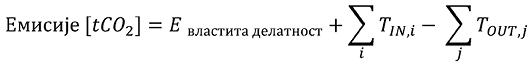 Емисије [tCO₂] = E властита делатност + ∑ᵢ T_IN,i − ∑ⱼ T_OUT,j